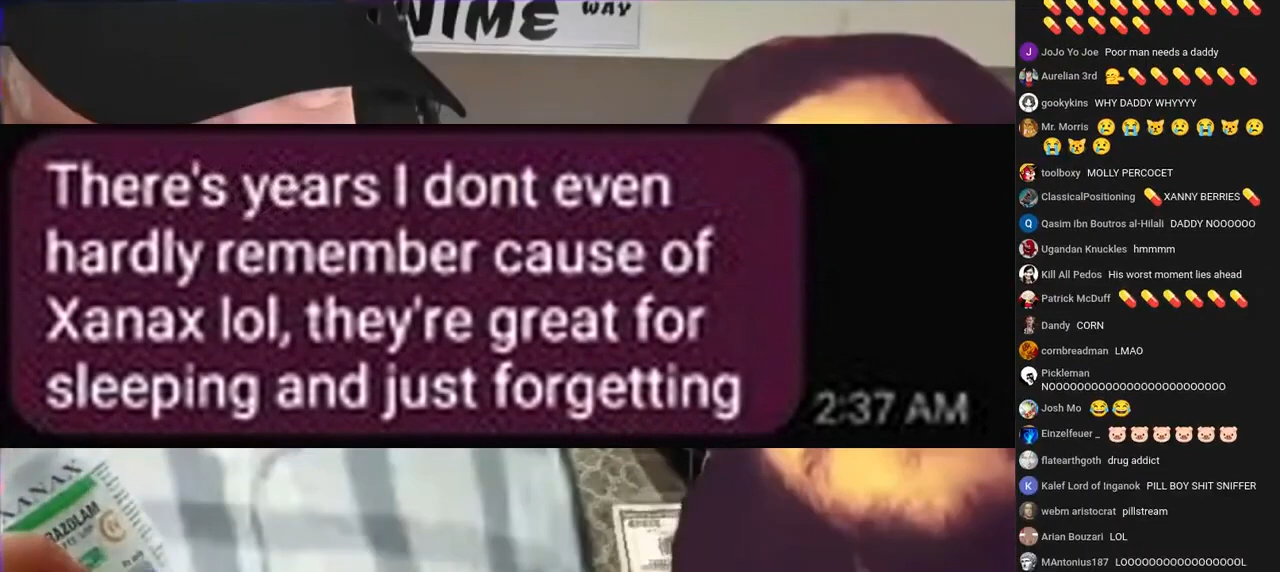 NIME WAY
There's years I dont even
hardly remember cause of
Xanax lol, they're great for
sleeping and just forgetting
2:37 AM
XANAX
RAZOLAM
JoJo Yo Joe Poor man needs a daddy
Aurelian 3rd 🫴💊💊💊💊💊💊
gookykins WHY DADDY WHYYYY
Mr. Morris 😢😭😿😢😭😿😢
😭😿😢
toolboxy MOLLY PERCOCET
ClassicalPositioning 💊XANNY BERRIES💊
Qasim ibn Boutros al-Hilali DADDY NOOOOOO
Ugandan Knuckles hmmmm
Kill All Pedos His worst moment lies ahead
Patrick McDuff 💊💊💊💊💊💊
Dandy CORN
cornbreadman LMAO
Pickleman
NOOOOOOOOOOOOOOOOOOOOOOOOO
Josh Mo 😂😂
Einzelfeuer _ 🐷🐷🐷🐷🐷🐷
flatearthgoth drug addict
Kalef Lord of Inganok PILL BOY SHIT SNIFFER
webm aristocrat pillstream
Arian Bouzari LOL
MAntonius187 LOOOOOOOOOOOOOOOOOL